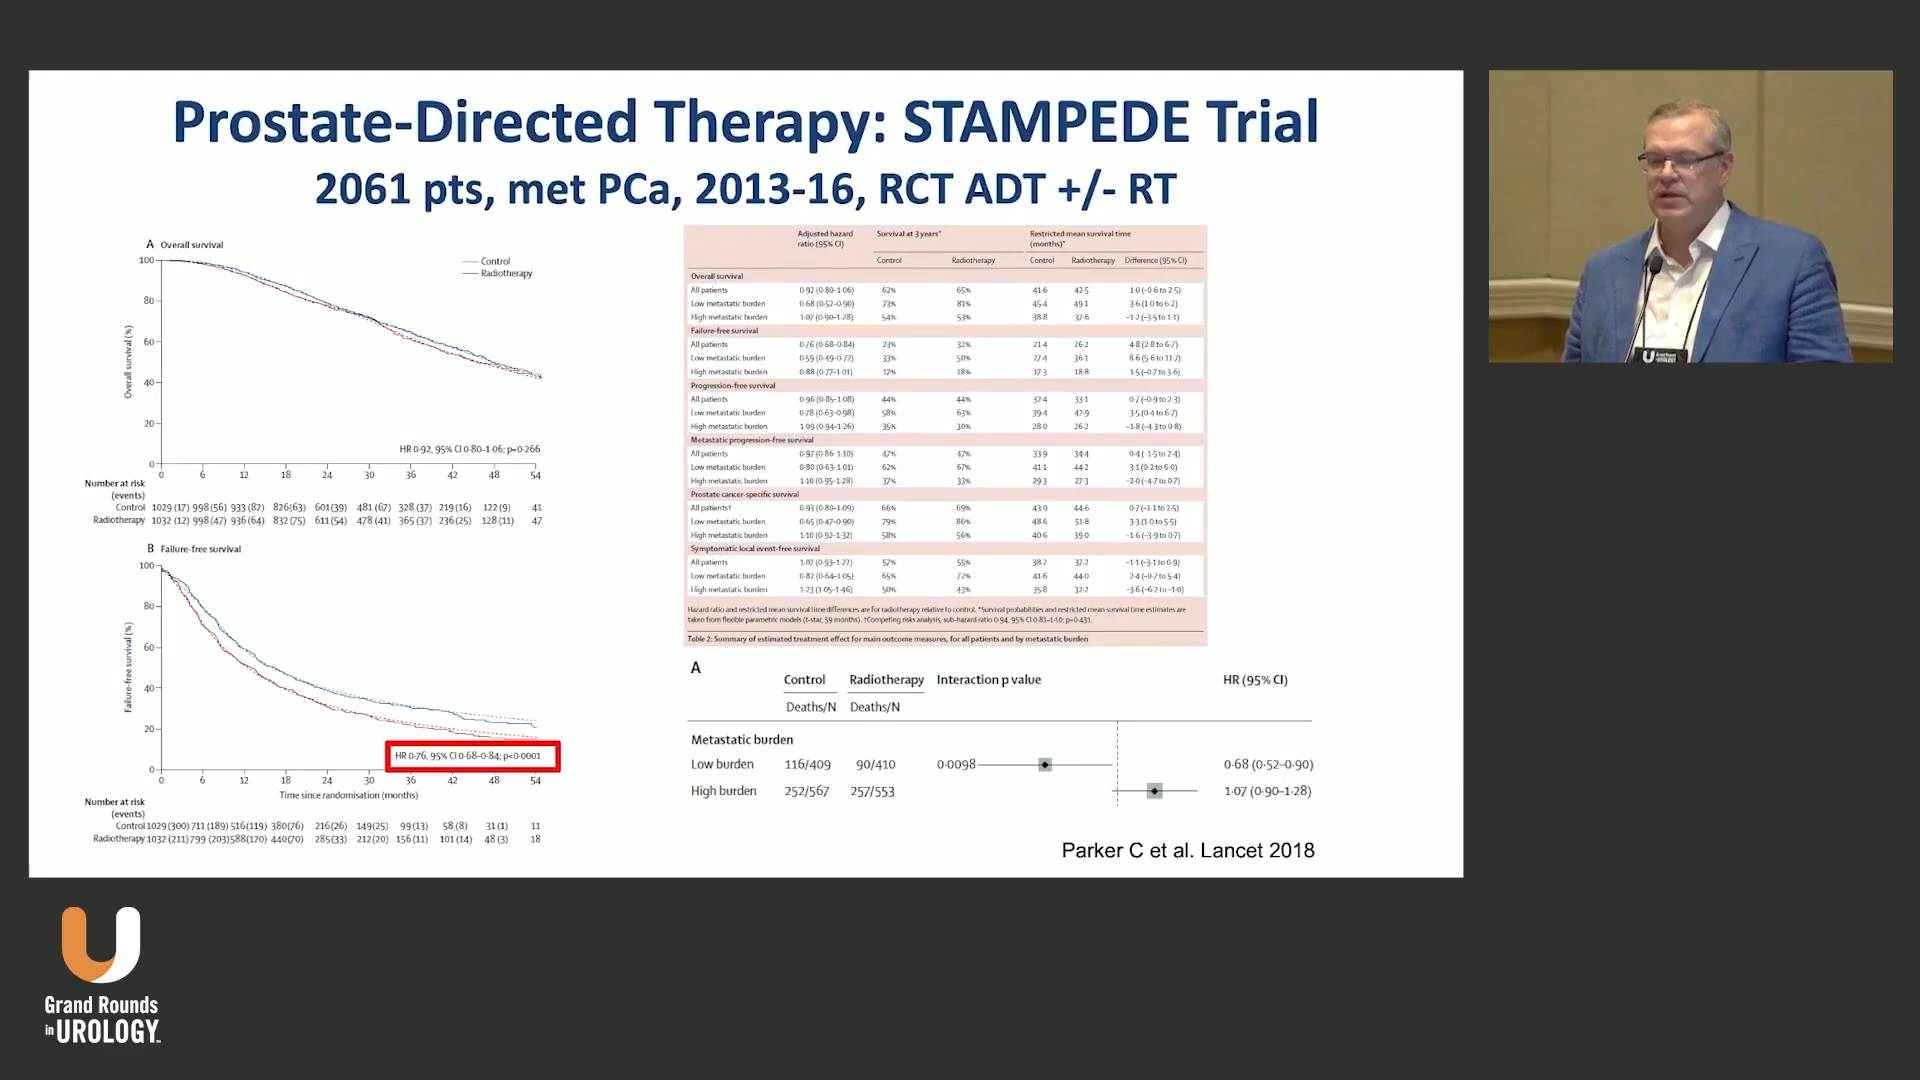 Prostate-Directed Therapy: STAMPEDE Trial
2061 pts, met PCa, 2013-16, RCT ADT +/- RT
A Overall survival
Control
Radiotherapy
Overall survival (%)
100
80
60
40
20
0
HR 0·92, 95% CI 0·80–1·06; p=0·266
0 6 12 18 24 30 36 42 48 54
Number at risk
(events)
Control 1029 (17) 998 (56) 933 (82) 826(63) 601(39) 481 (67) 328 (37) 219 (16) 122 (9) 41
Radiotherapy 1032 (12) 998 (47) 936 (64) 832 (75) 611(54) 478 (41) 365 (37) 236 (25) 128 (11) 47
B Failure-free survival
Failure-free survival (%)
100
80
60
40
20
0
HR 0·76, 95% CI 0·68–0·84; p<0·0001
0 6 12 18 24 30 36 42 48 54
Time since randomisation (months)
Number at risk
(events)
Control 1029 (300) 711 (189) 516(119) 380(76) 216(26) 149(25) 99(13) 58 (8) 31(1) 11
Radiotherapy 1032 (211) 799 (203) 588(120) 440(70) 285(33) 212(20) 156(11) 101 (14) 48 (3) 18
Adjusted hazard ratio (95% CI) Survival at 3 years* Restricted mean survival time (months)*
Control Radiotherapy Control Radiotherapy Difference (95% CI)
Overall survival
All patients 0·92 (0·80–1·06) 62% 65% 41·6 42·5 1·0 (–0·6 to 2·5)
Low metastatic burden 0·68 (0·52–0·90) 73% 81% 45·4 49·1 3·6 (1·0 to 6·2)
High metastatic burden 1·07 (0·90–1·28) 54% 53% 38·8 37·6 –1·2 (–3·5 to 1·1)
Failure-free survival
All patients 0·76 (0·68–0·84) 23% 32% 21·4 26·2 4·8 (2·8 to 6·7)
Low metastatic burden 0·59 (0·49–0·72) 33% 50% 27·4 36·1 8·6 (5·6 to 11·7)
High metastatic burden 0·88 (0·77–1·01) 17% 18% 17·3 18·8 1·5 (–0·7 to 3·6)
Progression-free survival
All patients 0·96 (0·85–1·08) 44% 44% 32·4 33·1 0·7 (–0·9 to 2·3)
Low metastatic burden 0·78 (0·63–0·98) 58% 63% 39·4 42·9 3·5 (0·4 to 6·7)
High metastatic burden 1·09 (0·94–1·26) 35% 30% 28·0 26·2 –1·8 (–4·3 to 0·8)
Metastatic progression-free survival
All patients 0·97 (0·86–1·10) 47% 47% 33·9 34·4 0·4 (–1·5 to 2·4)
Low metastatic burden 0·80 (0·63–1·01) 62% 67% 41·1 44·2 3·1 (0·2 to 6·0)
High metastatic burden 1·10 (0·95–1·28) 37% 33% 29·3 27·3 –2·0 (–4·7 to 0·7)
Prostate cancer-specific survival
All patients† 0·93 (0·80–1·09) 66% 69% 43·9 44·6 0·7 (–1·1 to 2·5)
Low metastatic burden 0·65 (0·47–0·90) 79% 86% 48·6 51·8 3·3 (1·0 to 5·5)
High metastatic burden 1·10 (0·92–1·32) 58% 56% 40·6 39·0 –1·6 (–3·9 to 0·7)
Symptomatic local event-free survival
All patients 1·07 (0·93–1·22) 57% 55% 38·2 37·2 –1·1 (–3·1 to 0·9)
Low metastatic burden 0·82 (0·64–1·05) 65% 72% 41·6 44·0 2·4 (–0·7 to 5·4)
High metastatic burden 1·23 (1·05–1·46) 50% 43% 35·8 32·2 –3·6 (–6·2 to –1·0)
Hazard ratio and restricted mean survival time differences are for radiotherapy relative to control. *Survival probabilities and restricted mean survival time estimates are
taken from flexible parametric models (t-star, 59 months). †Competing risks analysis, sub-hazard ratio 0·94, 95% CI 0·81–1·10; p=0·431.
Table 2: Summary of estimated treatment effect for main outcome measures, for all patients and by metastatic burden
A
Control Radiotherapy Interaction p value HR (95% CI)
Deaths/N Deaths/N
Metastatic burden
Low burden 116/409 90/410 0·0098 0·68 (0·52–0·90)
High burden 252/567 257/553 1·07 (0·90–1·28)
Parker C et al. Lancet 2018
Grand Rounds
in UROLOGY